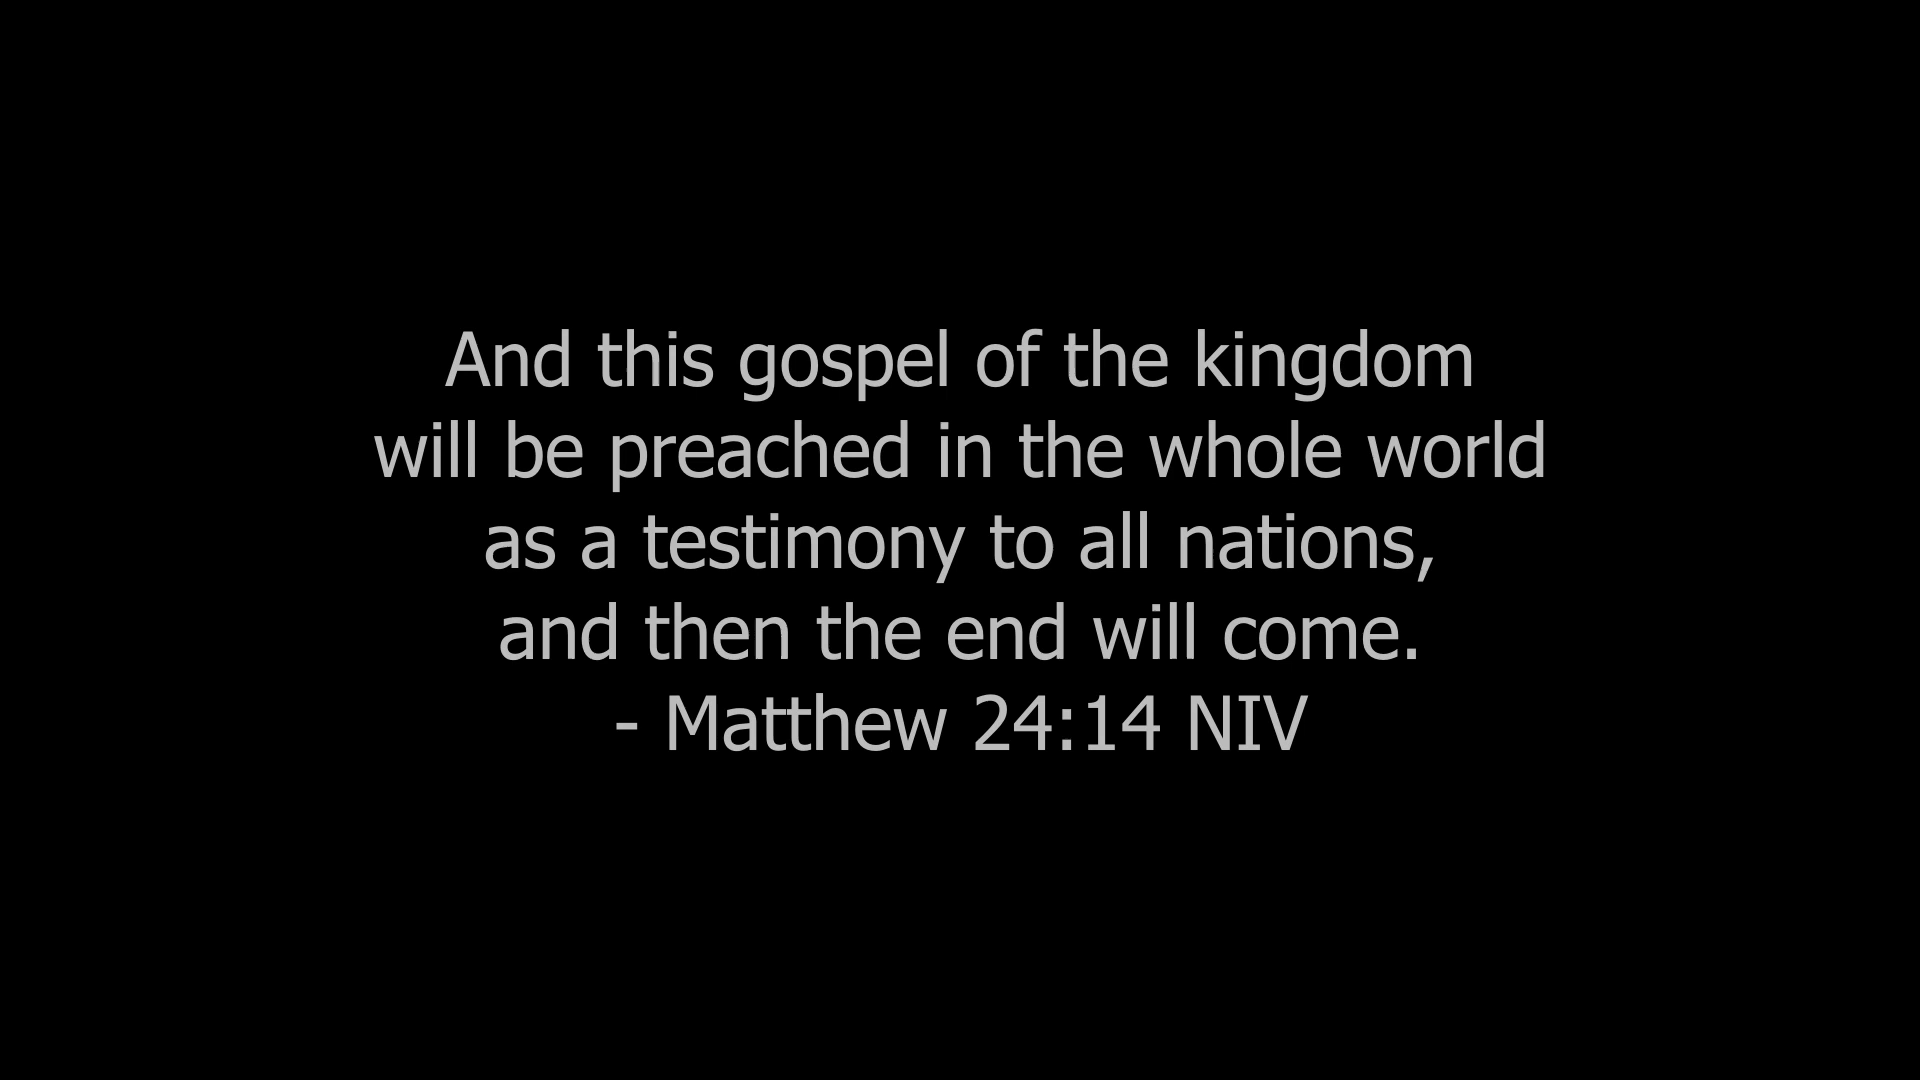 And this gospel of the kingdom
will be preached in the whole world
as a testimony to all nations,
and then the end will come.
- Matthew 24:14 NIV